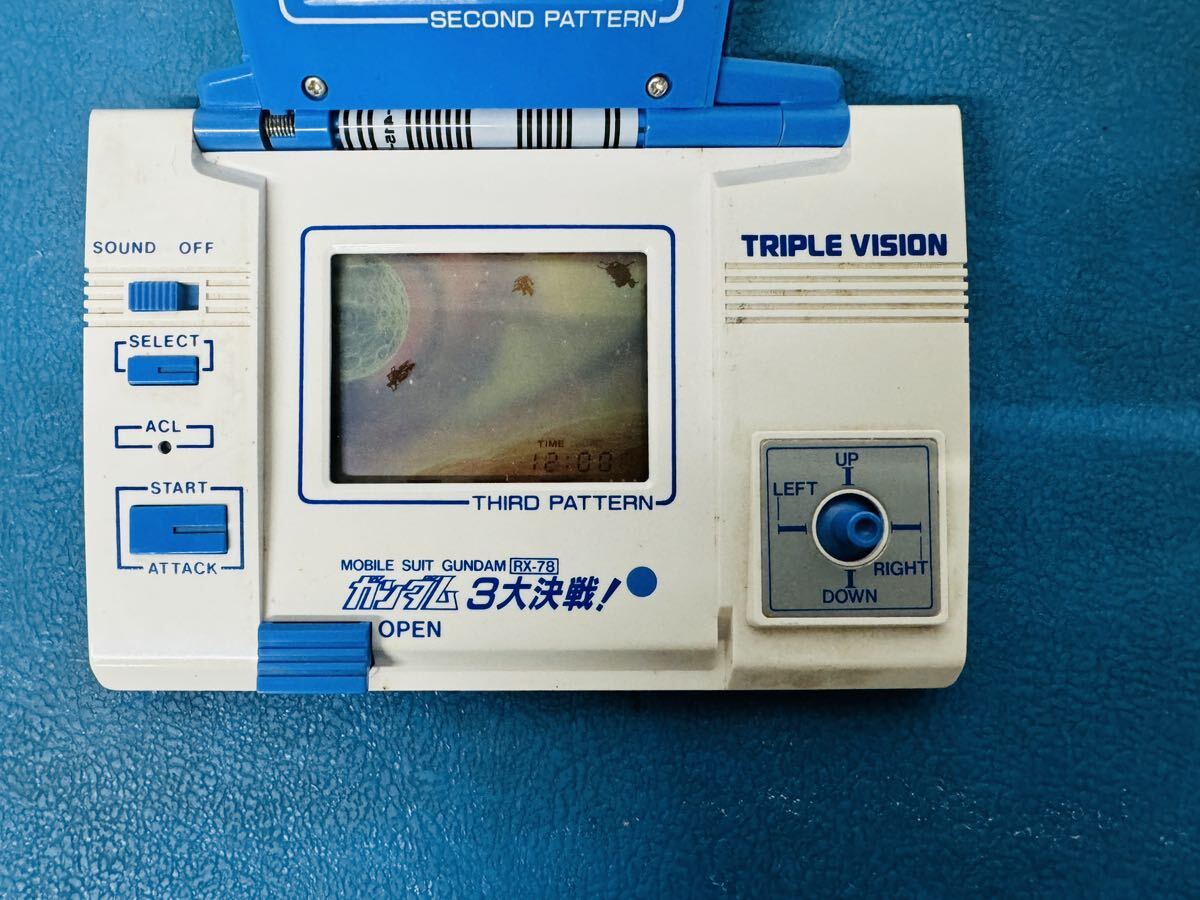 SECOND PATTERN
SOUND OFF
TRIPLE VISION
SELECT
ACL
START
ATTACK
TIME
12:00
THIRD PATTERN
UP
LEFT
RIGHT
DOWN
MOBILE SUIT GUNDAM RX-78
ガンダム 3大決戦!
OPEN